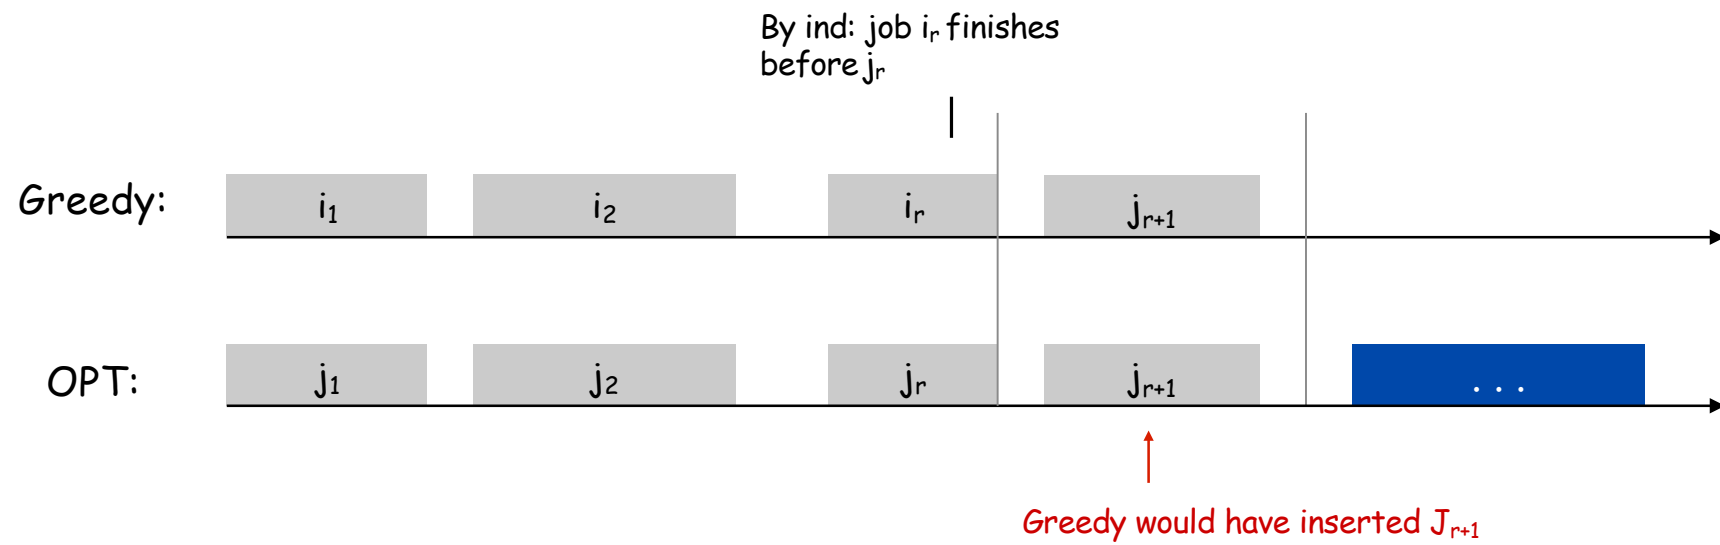 By ind: job iᵣ finishes
before jᵣ
Greedy: i₁ i₂ iᵣ jᵣ₊₁
OPT: j₁ j₂ jᵣ jᵣ₊₁ . . .
Greedy would have inserted Jᵣ₊₁